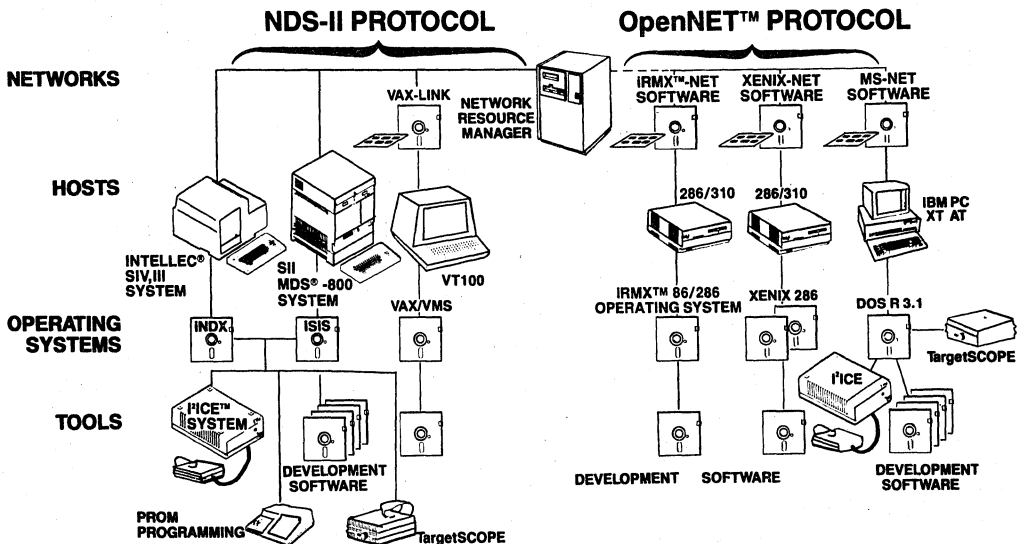 NDS-II PROTOCOL
OpenNET™ PROTOCOL
NETWORKS
VAX-LINK
NETWORK
RESOURCE
MANAGER
iRMX™-NET
SOFTWARE
XENIX-NET
SOFTWARE
MS-NET
SOFTWARE
HOSTS
INTELLEC®
SIV,III
SYSTEM
SII
MDS® -800
SYSTEM
VT100
286/310
286/310
IBM PC
XT AT
OPERATING
SYSTEMS
iNDX
ISIS
VAX/VMS
iRMX™ 86/286
OPERATING SYSTEM
XENIX 286
DOS R 3.1
TargetSCOPE
TOOLS
I²ICE™
SYSTEM
DEVELOPMENT
SOFTWARE
PROM
PROGRAMMING
TargetSCOPE
DEVELOPMENT SOFTWARE
I²ICE
DEVELOPMENT
SOFTWARE